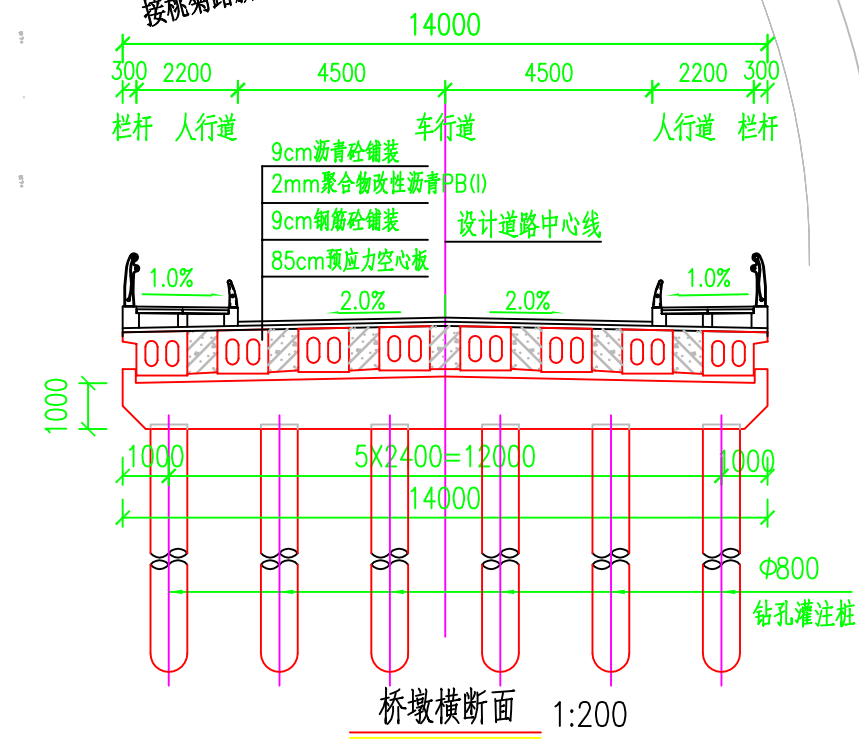 接桃菊路
14000
300 2200 4500 4500 2200 300
栏杆 人行道 车行道 人行道 栏杆
9cm沥青砼铺装
2mm聚合物改性沥青PB(I)
9cm钢筋砼铺装
设计道路中心线
85cm预应力空心板
1.0% 1.0%
2.0% 2.0%
1000
1000 5X2400=12000 1000
14000
Φ800
钻孔灌注桩
桥墩横断面 1:200